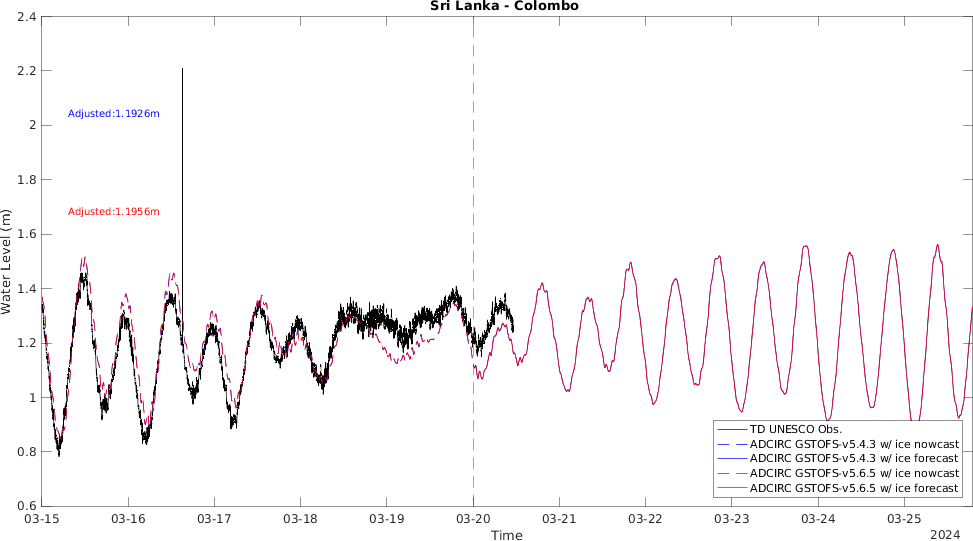 Sri Lanka - Colombo
2.4
2.2
2
1.8
1.6
1.4
1.2
1
0.8
0.6
Water Level (m)
Adjusted:1.1926m
Adjusted:1.1956m
TD UNESCO Obs.
ADCIRC GSTOFS-v5.4.3 w/ ice nowcast
ADCIRC GSTOFS-v5.4.3 w/ ice forecast
ADCIRC GSTOFS-v5.6.5 w/ ice nowcast
ADCIRC GSTOFS-v5.6.5 w/ ice forecast
03-15 03-16 03-17 03-18 03-19 03-20 03-21 03-22 03-23 03-24 03-25
Time
2024